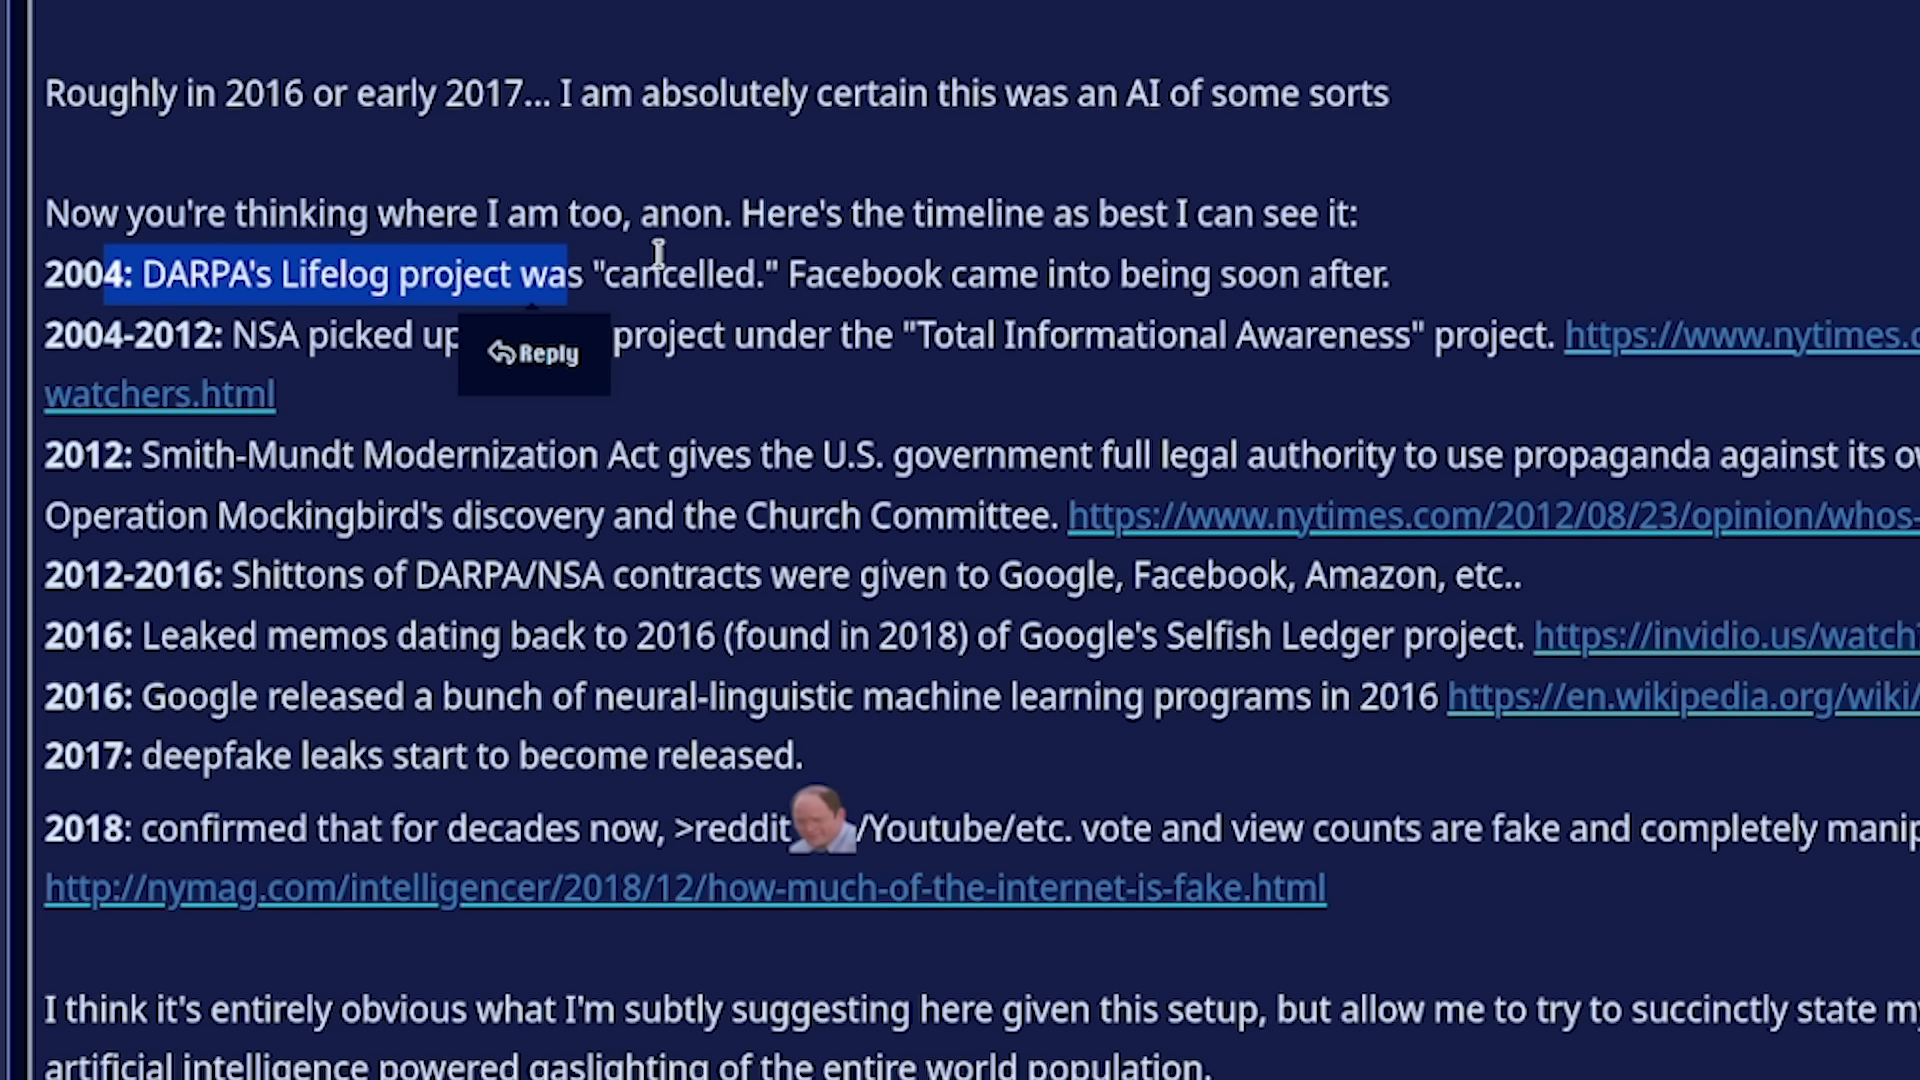 Roughly in 2016 or early 2017... I am absolutely certain this was an AI of some sorts
Now you're thinking where I am too, anon. Here's the timeline as best I can see it:
2004: DARPA's Lifelog project was "cancelled." Facebook came into being soon after.
2004-2012: NSA picked up project under the "Total Informational Awareness" project. https://www.nytimes.
Reply
watchers.html
2012: Smith-Mundt Modernization Act gives the U.S. government full legal authority to use propaganda against its
Operation Mockingbird's discovery and the Church Committee. https://www.nytimes.com/2012/08/23/opinion/whos-
2012-2016: Shittons of DARPA/NSA contracts were given to Google, Facebook, Amazon, etc..
2016: Leaked memos dating back to 2016 (found in 2018) of Google's Selfish Ledger project. https://invidio.us/watch
2016: Google released a bunch of neural-linguistic machine learning programs in 2016 https://en.wikipedia.org/wiki/
2017: deepfake leaks start to become released.
2018: confirmed that for decades now, >reddit/Youtube/etc. vote and view counts are fake and completely
http://nymag.com/intelligencer/2018/12/how-much-of-the-internet-is-fake.html
I think it's entirely obvious what I'm subtly suggesting here given this setup, but allow me to try to succinctly state
artificial intelligence powered gaslighting of the entire world population.